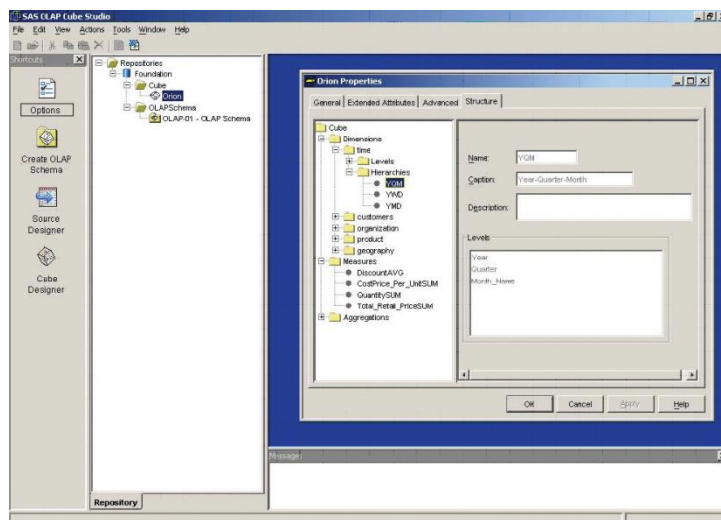 SAS OLAP Cube Studio
File Edit View Actions Tools Window Help
Shortcuts
Options
Create OLAP
Schema
Source
Designer
Cube
Designer
Repositories
Foundation
Cube
Orion
OLAPSchema
OLAP-01 - OLAP Schema
Repository
Orion Properties
General Extended Attributes Advanced Structure
Cube
Dimensions
time
Levels
Hierarchies
YQM
YWD
YMD
customers
organization
product
geography
Measures
DiscountAVG
CostPrice_Per_UnitSUM
QuantitySUM
Total_Retail_PriceSUM
Aggregations
Name: YQM
Caption: Year-Quarter-Month
Description:
Levels
Year
Quarter
Month_Name
OK Cancel Apply Help
Messages